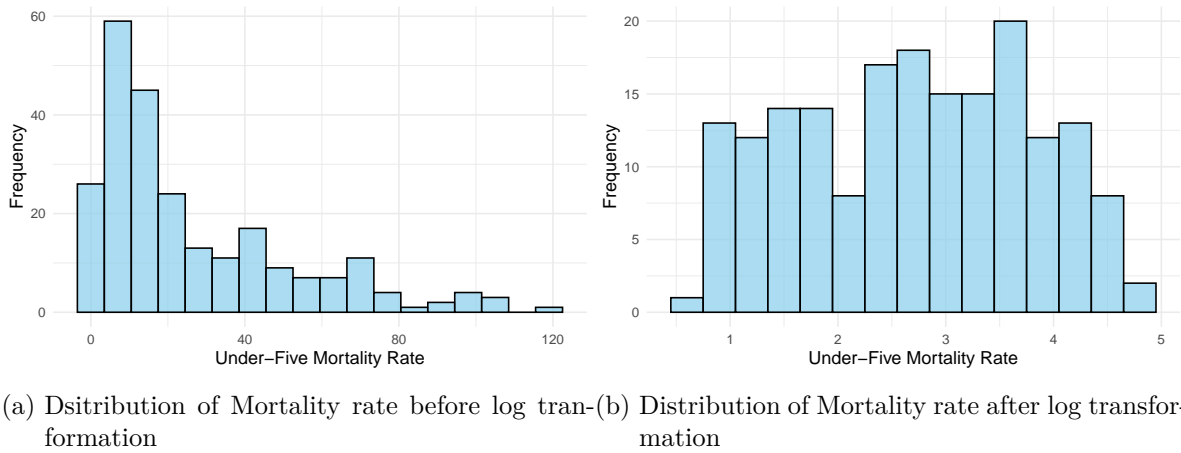 60
40
20
0
Frequency
0
40
80
120
Under−Five Mortality Rate
20
15
10
5
0
Frequency
1
2
3
4
5
Under−Five Mortality Rate
(a) Dsitribution of Mortality rate before log tran-
formation
(b) Distribution of Mortality rate after log transfor-
mation